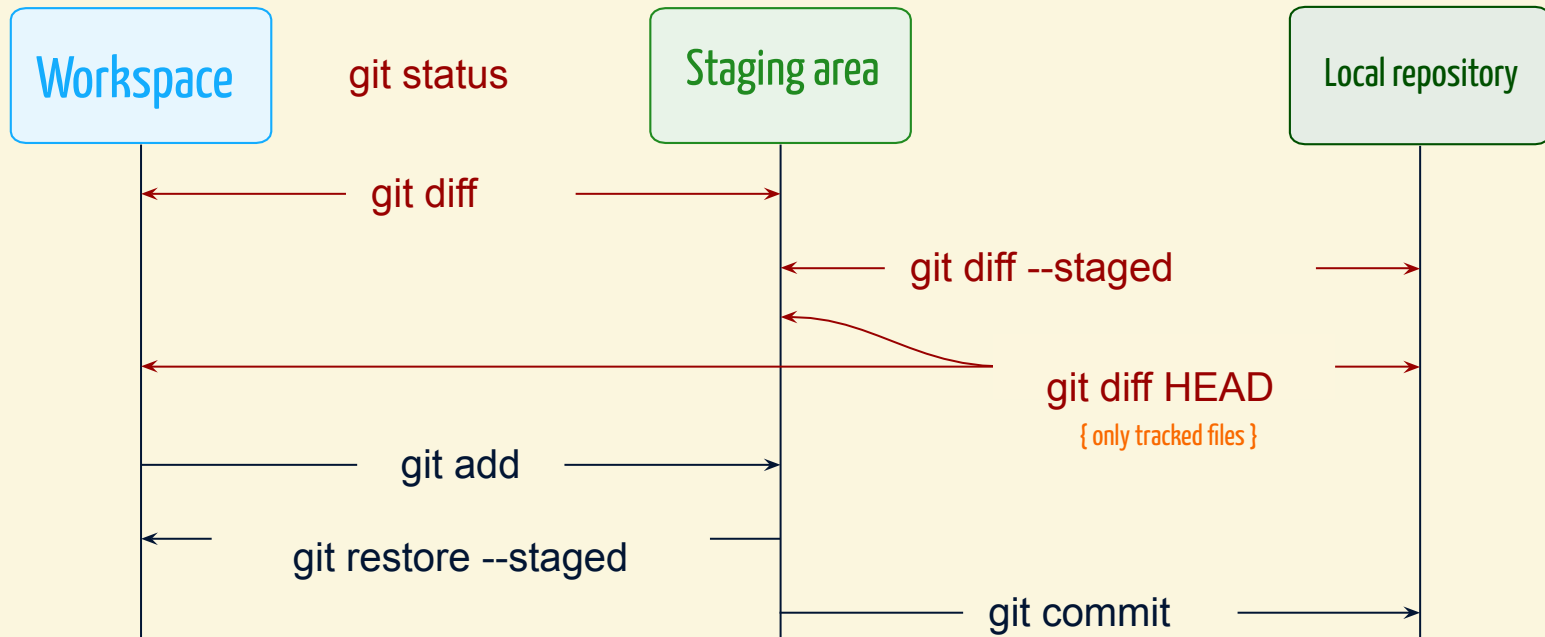 Workspace
git status
Staging area
Local repository
git diff
git diff --staged
git diff HEAD
{ only tracked files }
git add
git restore --staged
git commit